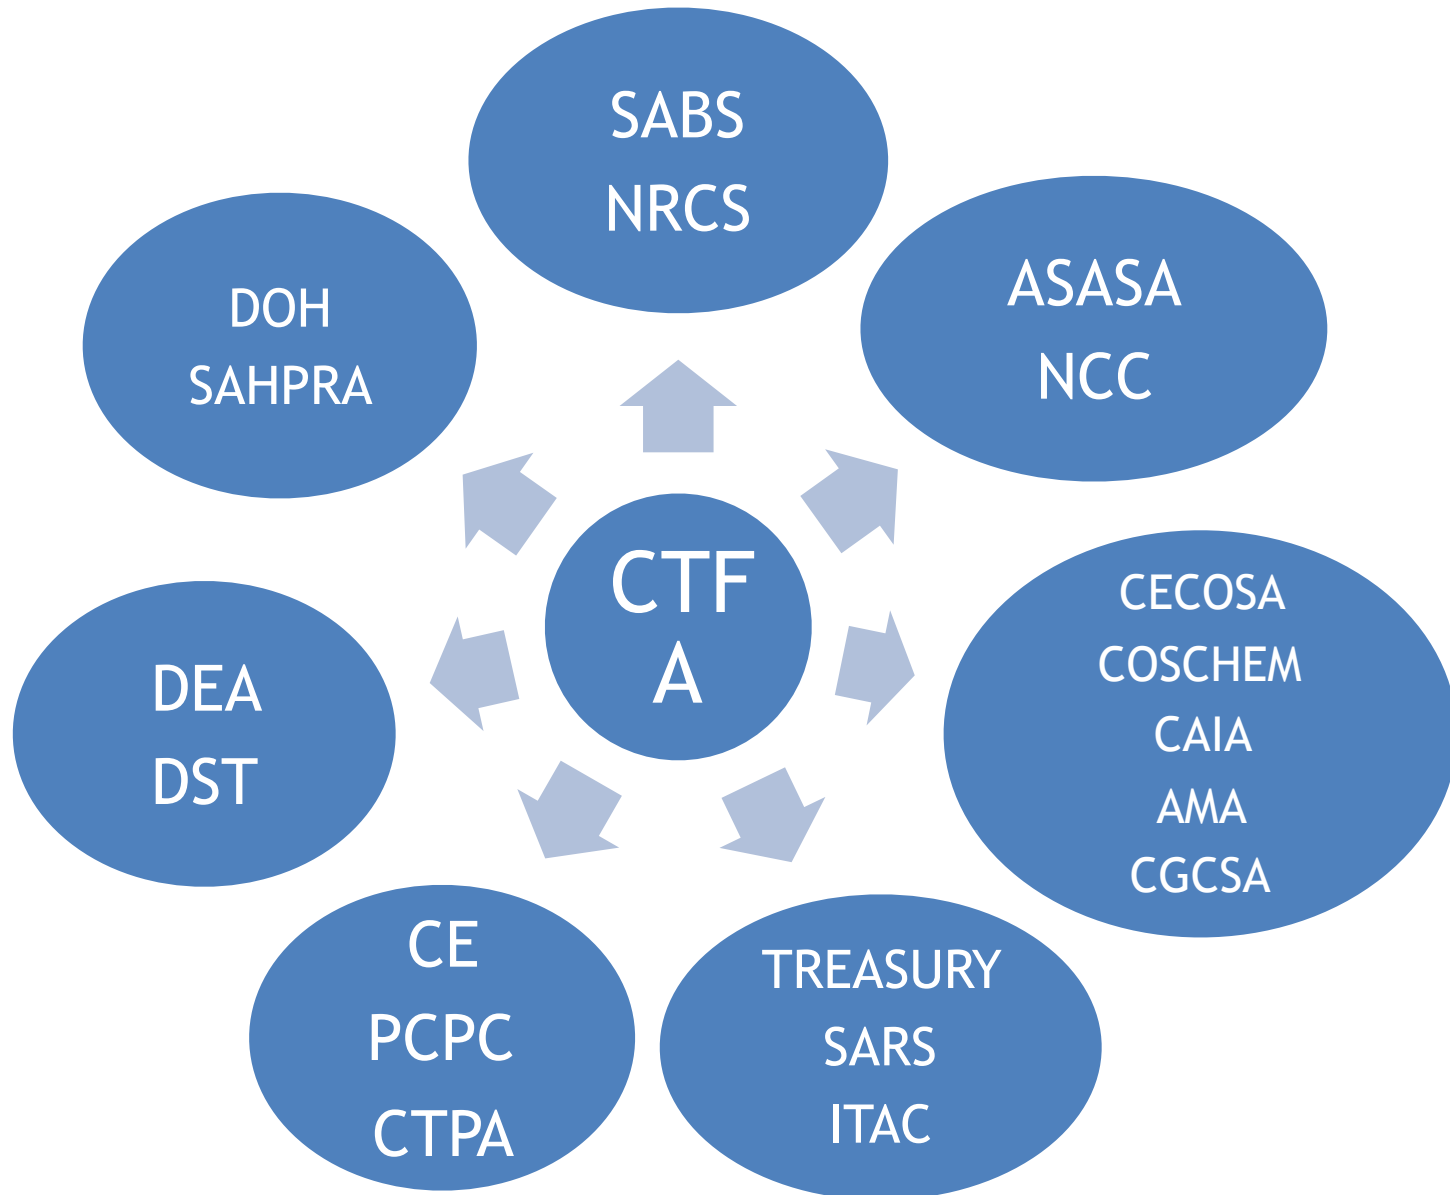 SABS
NRCS
ASASA
NCC
CECOSA
COSCHEM
CAIA
AMA
CGCSA
TREASURY
SARS
ITAC
CE
PCPC
CTPA
DEA
DST
DOH
SAHPRA
CTF
A